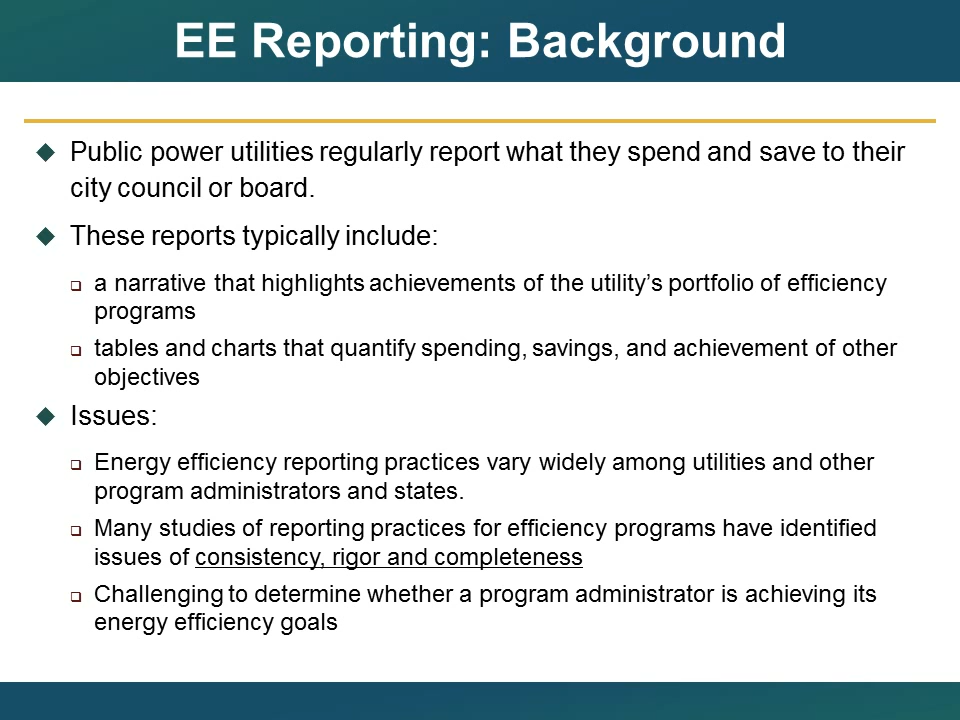 EE Reporting: Background
Public power utilities regularly report what they spend and save to their
city council or board.
These reports typically include:
a narrative that highlights achievements of the utility’s portfolio of efficiency
programs
tables and charts that quantify spending, savings, and achievement of other
objectives
Issues:
Energy efficiency reporting practices vary widely among utilities and other
program administrators and states.
Many studies of reporting practices for efficiency programs have identified
issues of consistency, rigor and completeness
Challenging to determine whether a program administrator is achieving its
energy efficiency goals